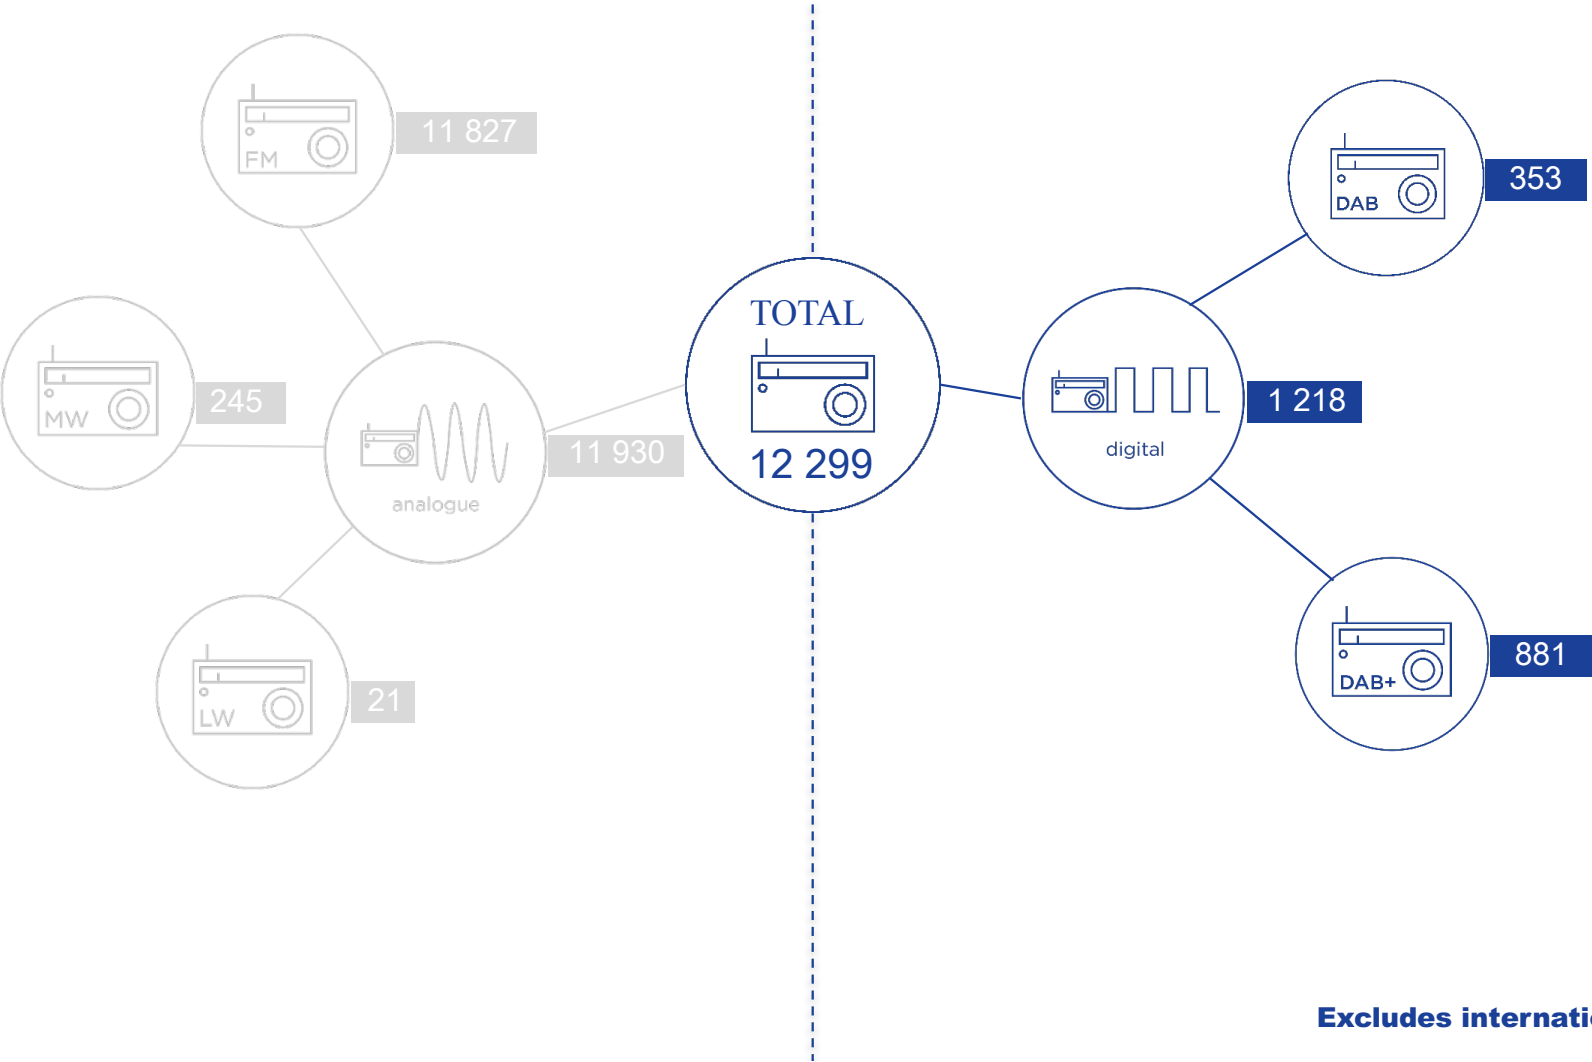 FM
11 827
MW
245
analogue
11 930
LW
21
TOTAL
12 299
digital
1 218
DAB
353
DAB+
881
Excludes